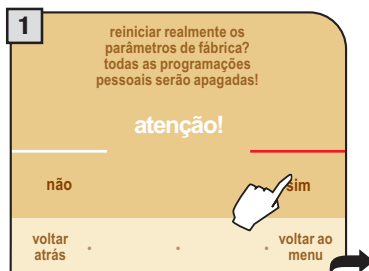 1
reiniciar realmente os
parâmetros de fábrica?
todas as programações
pessoais serão apagadas!
atenção!
não sim
voltar
atrás
voltar ao
menu